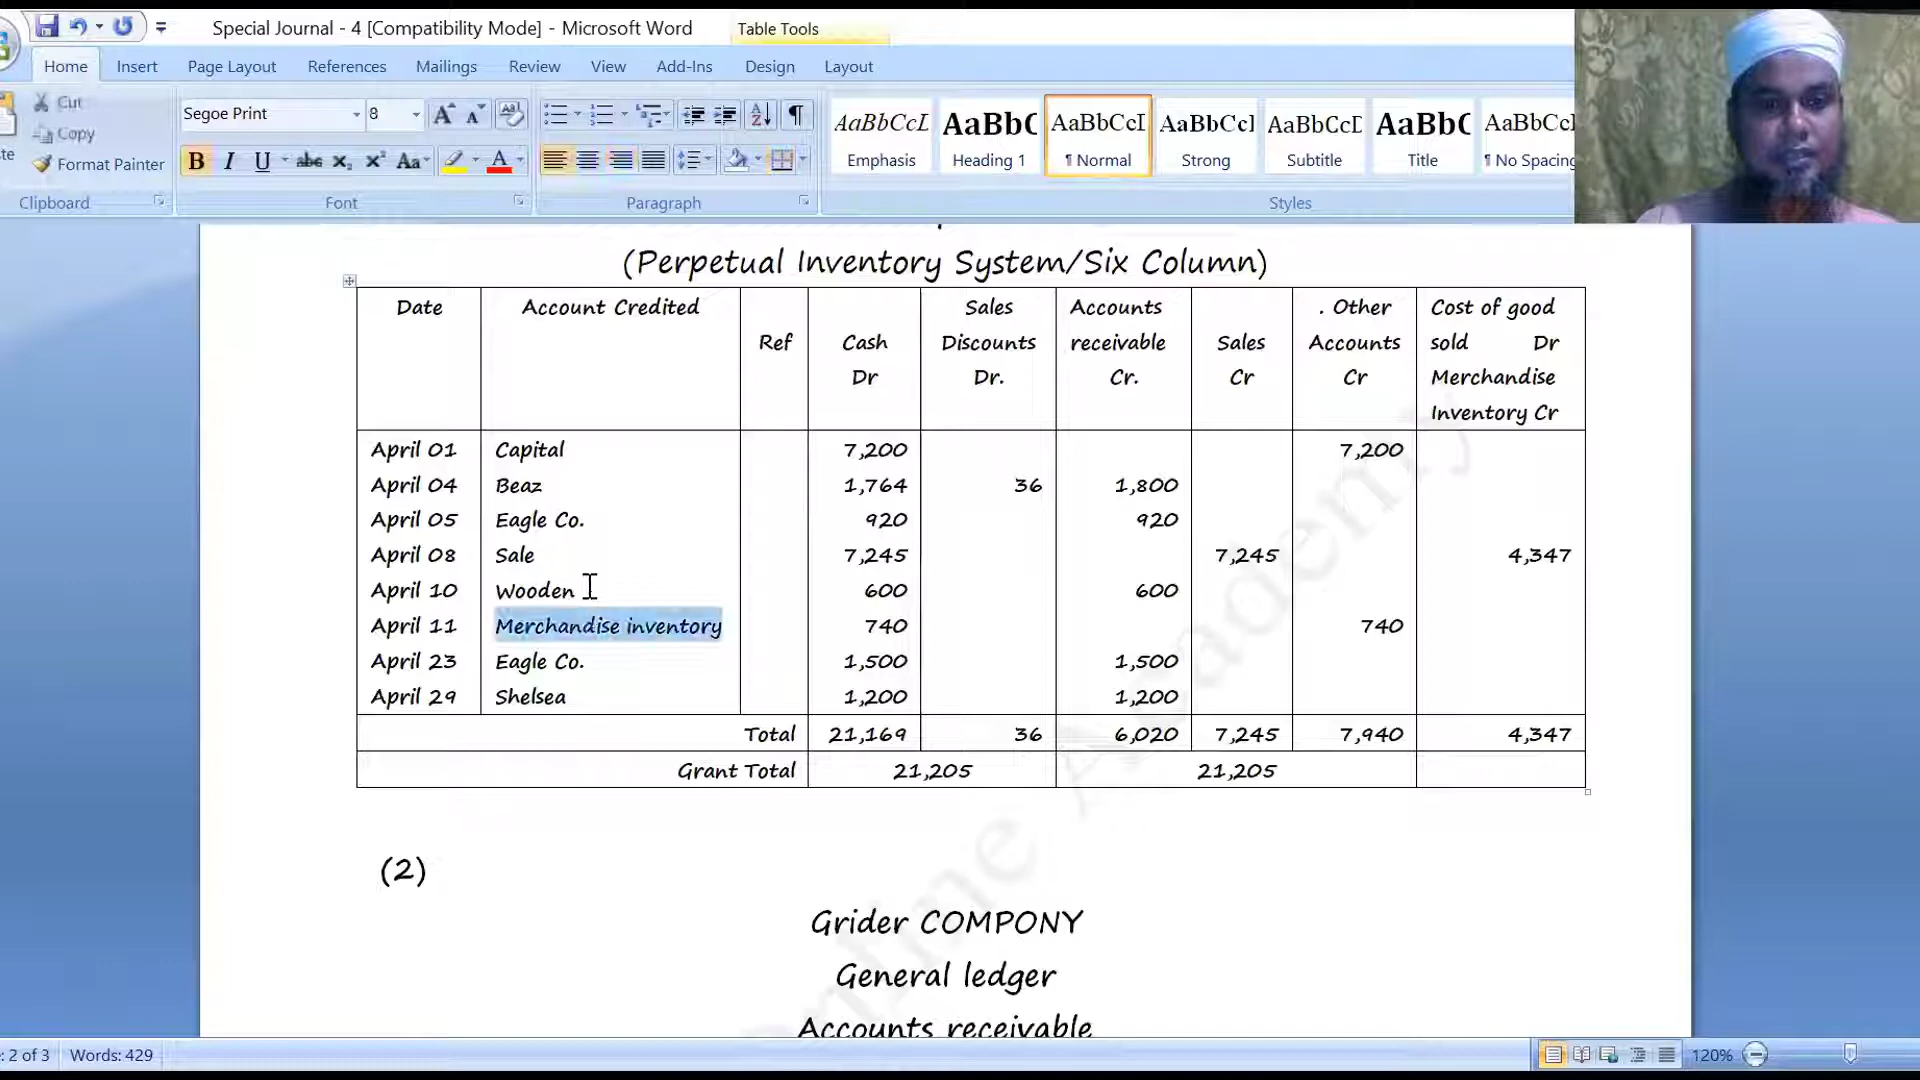 Special Journal - 4 [Compatibility Mode] - Microsoft Word
Table Tools
Home Insert Page Layout References Mailings Review View Add-Ins Design Layout
Cut
Copy
Format Painter
Clipboard
Segoe Print 8
Font
Paragraph
AaBbCcL AaBbC AaBbCcI AaBbCcI AaBbCcD AaBbC AaBbCcI
Emphasis Heading 1 ¶ Normal Strong Subtitle Title ¶ No Spacing
Styles
(Perpetual Inventory System/Six Column)
Date Account Credited Ref Cash Dr Sales Discounts Dr. Accounts receivable Cr. Sales Cr . Other Accounts Cr Cost of good sold Dr Merchandise Inventory Cr
April 01 Capital 7,200 7,200
April 04 Beaz 1,764 36 1,800
April 05 Eagle Co. 920 920
April 08 Sale 7,245 7,245 4,347
April 10 Wooden 600 600
April 11 Merchandise inventory 740 740
April 23 Eagle Co. 1,500 1,500
April 29 Shelsea 1,200 1,200
Total 21,169 36 6,020 7,245 7,940 4,347
Grant Total 21,205 21,205
(2)
Grider COMPONY
General ledger
Accounts receivable
: 2 of 3 Words: 429 120%